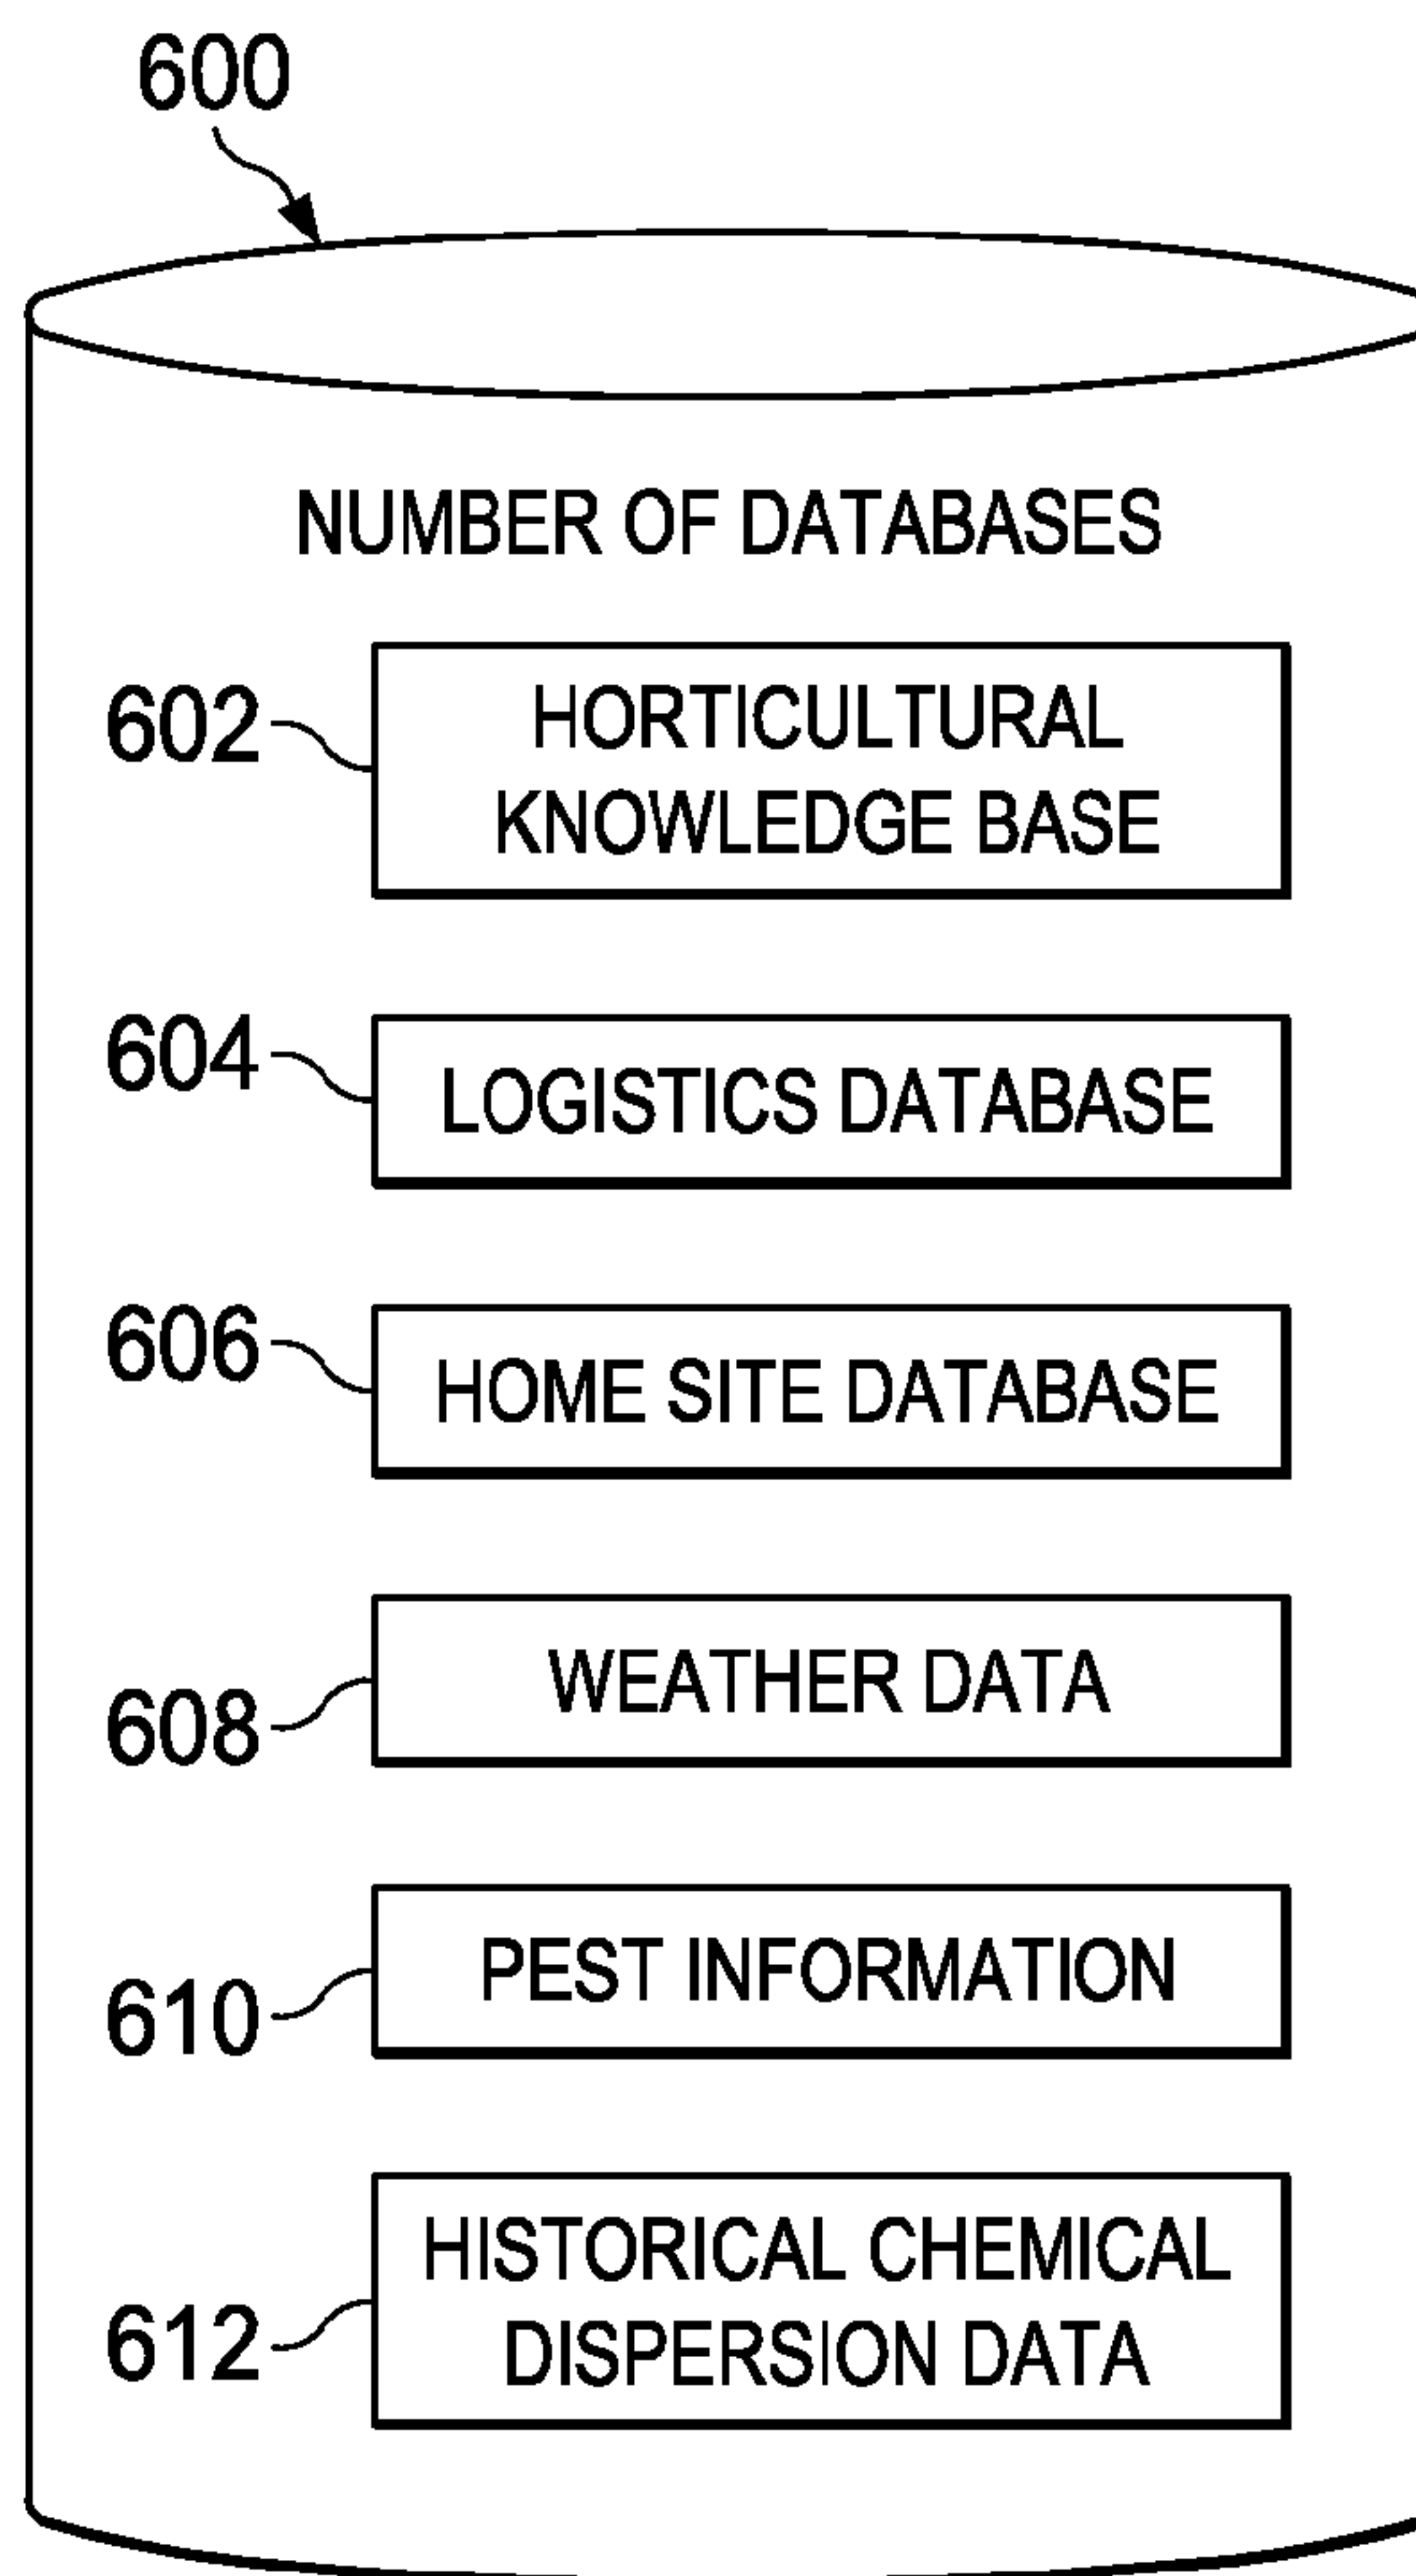 600
NUMBER OF DATABASES
602
HORTICULTURAL
KNOWLEDGE BASE
604
LOGISTICS DATABASE
606
HOME SITE DATABASE
608
WEATHER DATA
610
PEST INFORMATION
612
HISTORICAL CHEMICAL
DISPERSION DATA